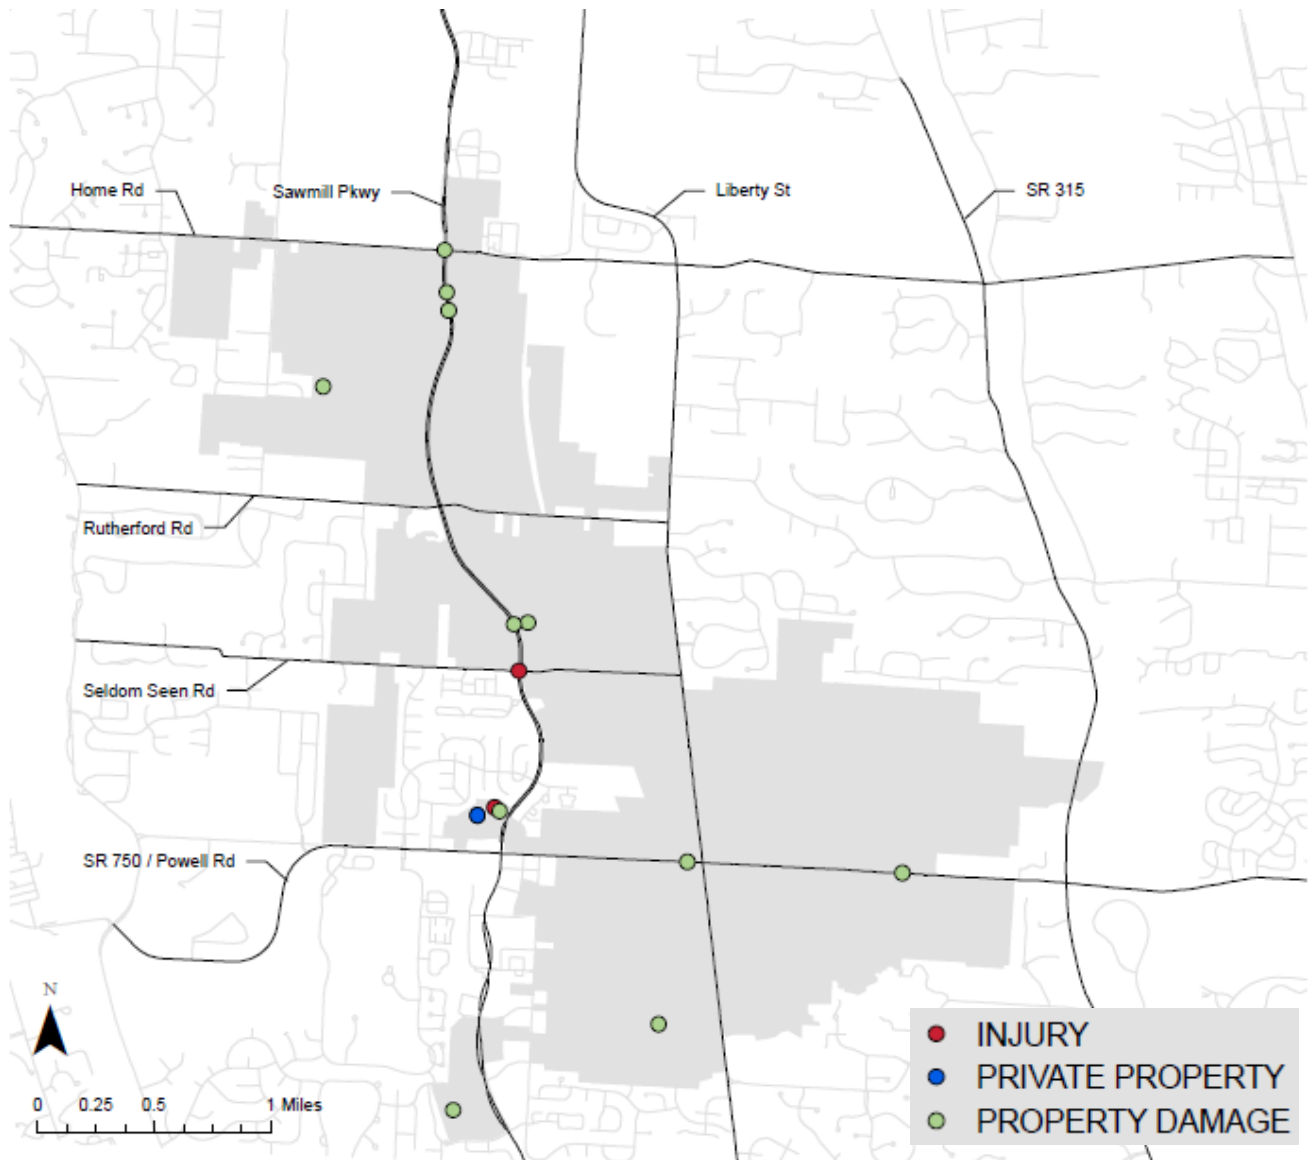 Home Rd
Sawmill Pkwy
Liberty St
SR 315
Rutherford Rd
Seldom Seen Rd
SR 750 / Powell Rd
N
0 0.25 0.5 1 Miles
INJURY
PRIVATE PROPERTY
PROPERTY DAMAGE